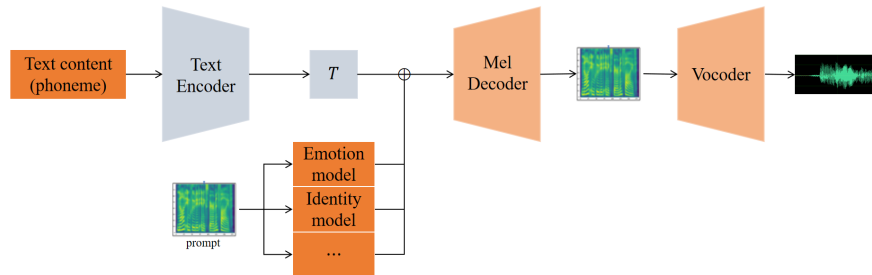 Text content
(phoneme)
Text
Encoder
T
Mel
Decoder
Vocoder
Emotion
model
Identity
model
...
prompt